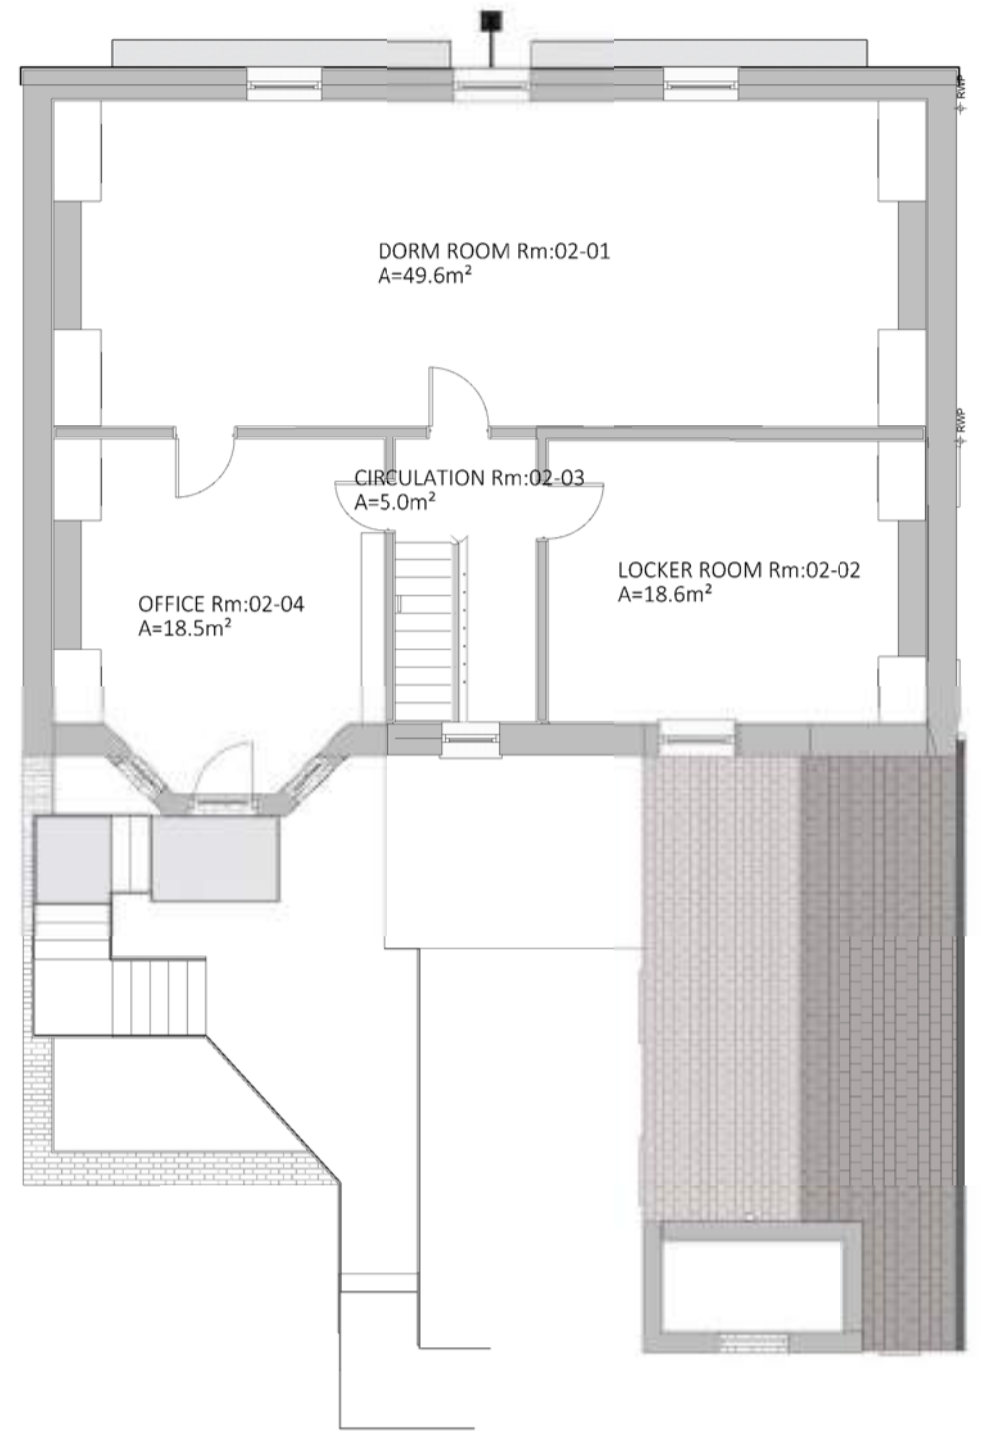 RWP
DORM ROOM Rm:02-01
A=49.6m²
RWP
CIRCULATION Rm:02-03
A=5.0m²
LOCKER ROOM Rm:02-02
A=18.6m²
OFFICE Rm:02-04
A=18.5m²